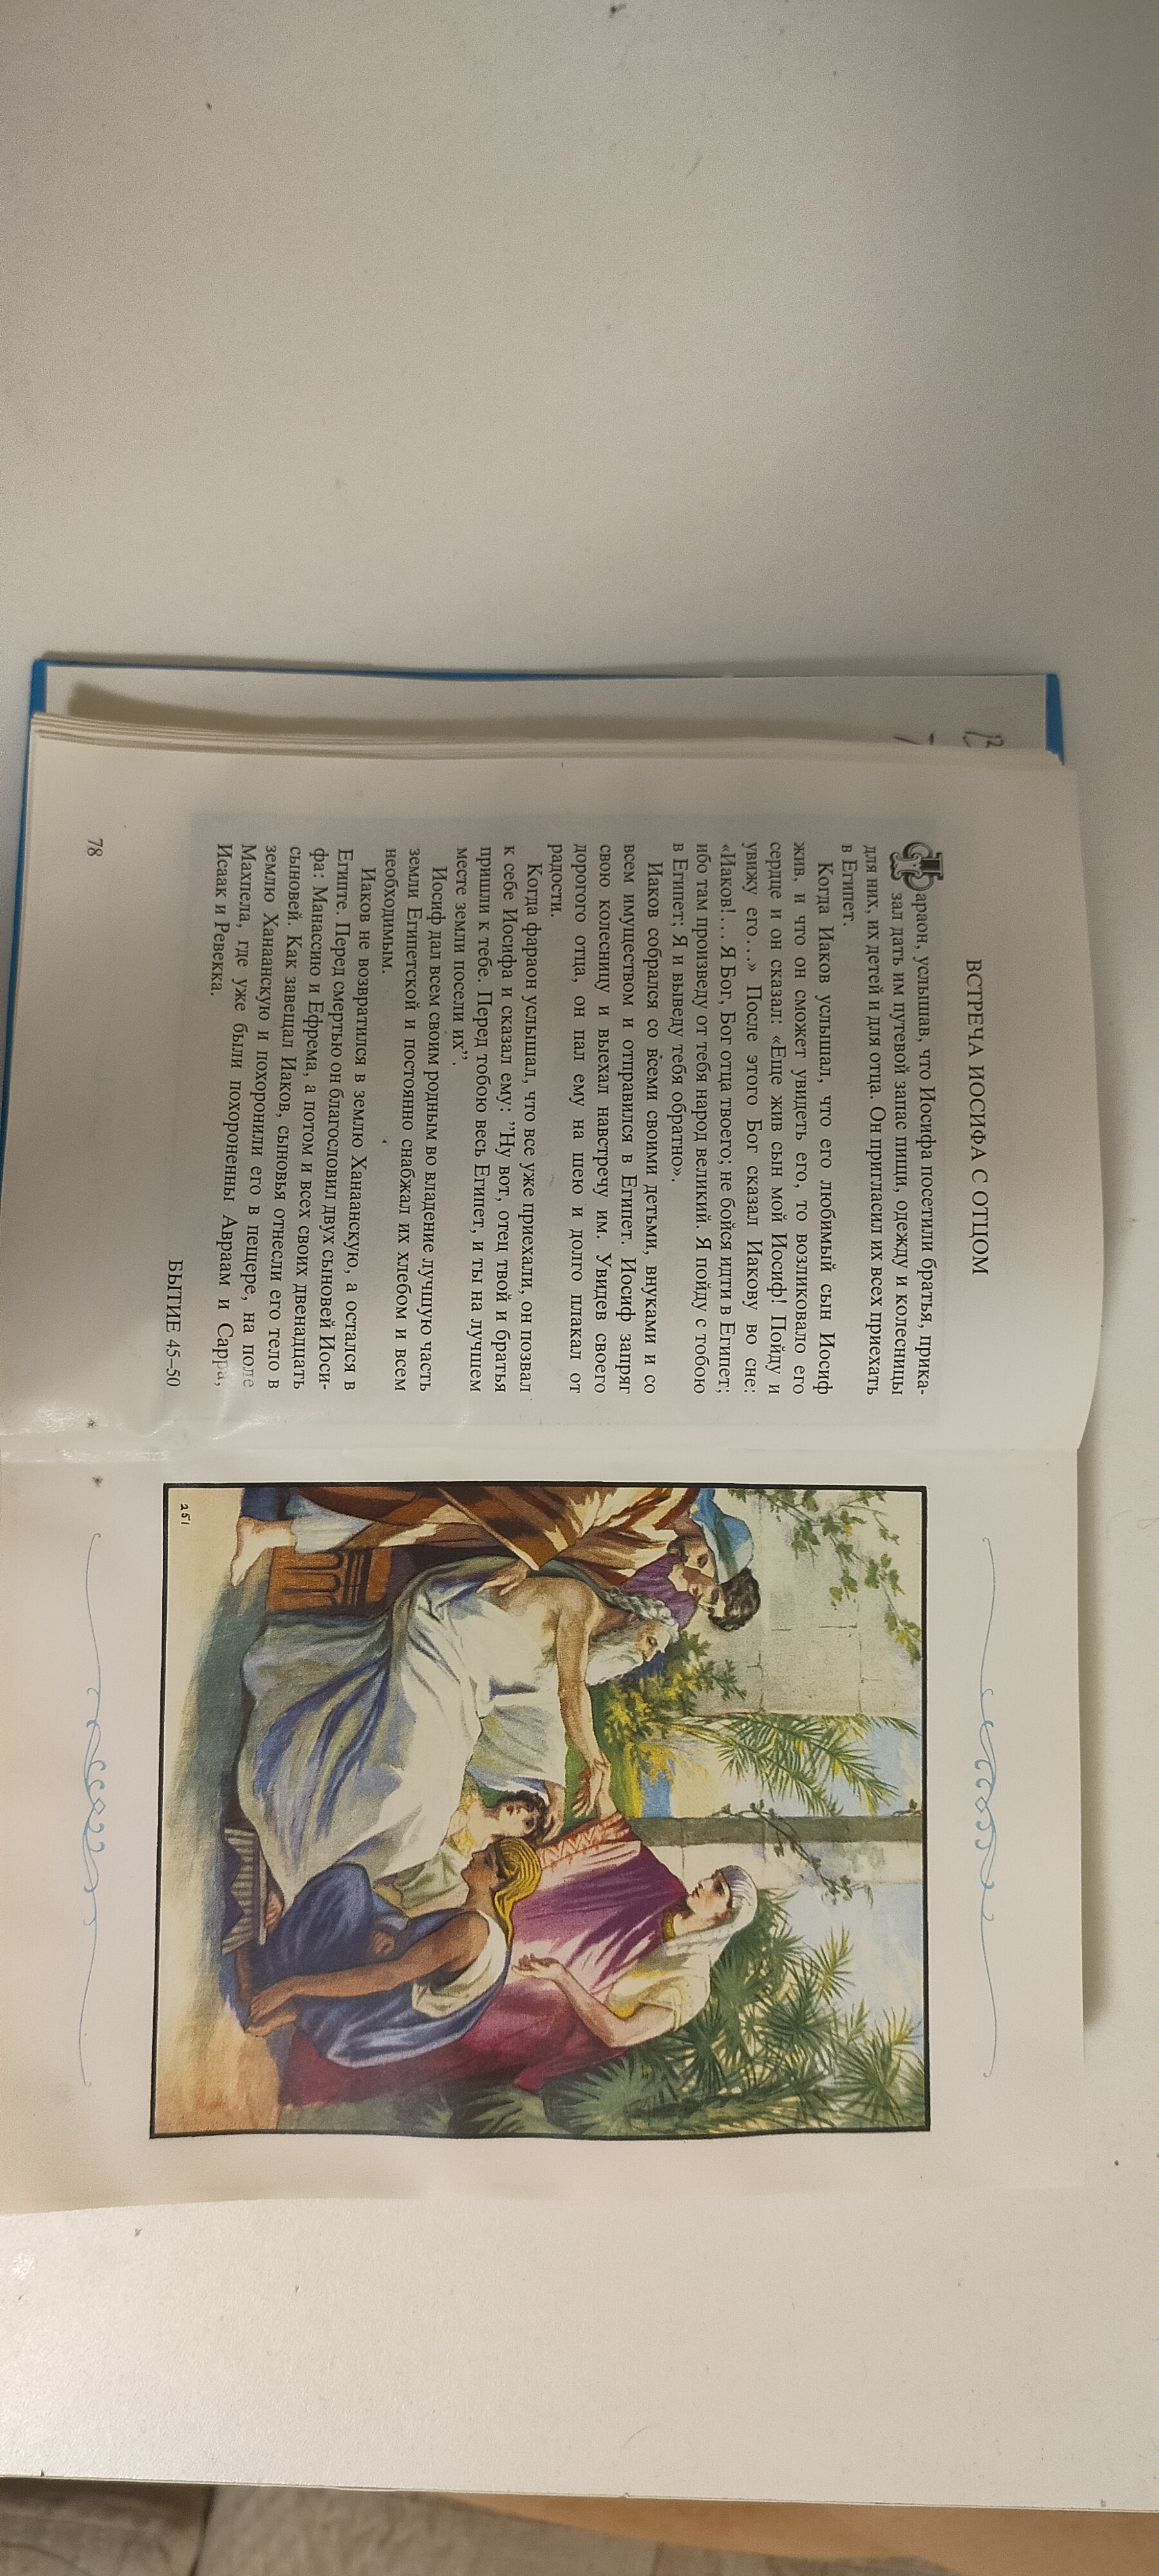 ВСТРЕЧА ИОСИФА С ОТЦОМ
Фараон, услышав, что Иосифа посетили братья, прика-
зал дать им путевой запас пищи, одежду и колесницы
для них, их детей и для отца. Он пригласил их всех приехать
в Египет.
Когда Иаков услышал, что его любимый сын Иосиф
жив, и что он сможет увидеть его, то возликовало его
сердце и он сказал: «Еще жив сын мой Иосиф! Пойду и
увижу его...» После этого Бог сказал Иакову во сне:
«Иаков!... Я Бог, Бог отца твоего; не бойся идти в Египет;
ибо там произведу от тебя народ великий. Я пойду с тобою
в Египет; Я и выведу тебя обратно».
Иаков собрался со всеми своими детьми, внуками и со
всем имуществом и отправился в Египет. Иосиф запряг
свою колесницу и выехал навстречу им. Увидев своего
дорогого отца, он пал ему на шею и долго плакал от
радости.
Когда фараон услышал, что все уже приехали, он позвал
к себе Иосифа и сказал ему: ”Ну вот, отец твой и братья
пришли к тебе. Перед тобою весь Египет, и ты на лучшем
месте земли посели их”.
Иосиф дал всем своим родным во владение лучшую часть
земли Египетской и постоянно снабжал их хлебом и всем
необходимым.
Иаков не возвратился в землю Ханаанскую, а остался в
Египте. Перед смертью он благословил двух сыновей Иоси-
фа: Манассию и Ефрема, а потом и всех своих двенадцать
сыновей. Как завещал Иаков, сыновья отнесли его тело в
землю Ханаанскую и похоронили его в пещере, на поле
Махпела, где уже были похороненны Авраам и Сарра,
Исаак и Ревекка.
БЫТИЕ 45–50
78
251